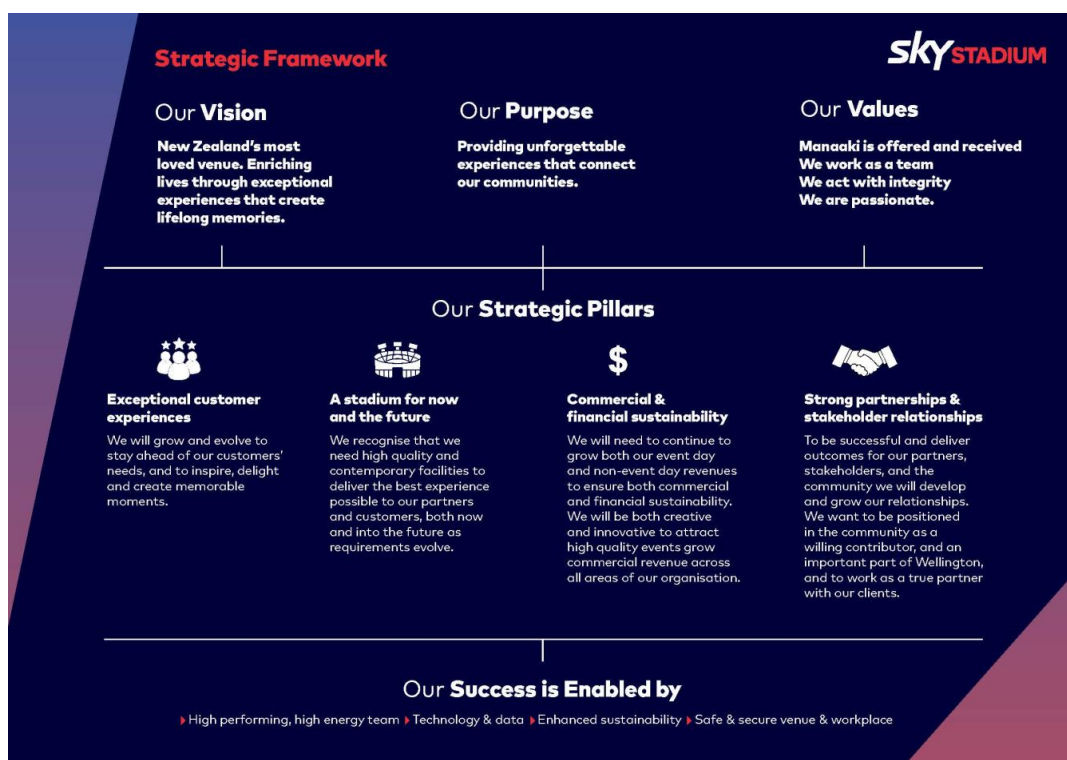 Strategic Framework
sky STADIUM
Our Vision
New Zealand's most
loved venue. Enriching
lives through exceptional
experiences that create
lifelong memories.
Our Purpose
Providing unforgettable
experiences that connect
our communities.
Our Values
Manaaki is offered and received
We work as a team
We act with integrity
We are passionate.
Our Strategic Pillars
Exceptional customer
experiences
We will grow and evolve to
stay ahead of our customers'
needs, and to inspire, delight
and create memorable
moments.
A stadium for now
and the future
We recognise that we
need high quality and
contemporary facilities to
deliver the best experience
possible to our partners
and customers, both now
and into the future as
requirements evolve.
$
Commercial &
financial sustainability
We will need to continue to
grow both our event day
and non-event day revenues
to ensure both commercial
and financial sustainability.
We will be both creative
and innovative to attract
high quality events grow
commercial revenue across
all areas of our organisation.
Strong partnerships &
stakeholder relationships
To be successful and deliver
outcomes for our partners,
stakeholders, and the
community we will develop
and grow our relationships.
We want to be positioned
in the community as a
willing contributor, and an
important part of Wellington,
and to work as a true partner
with our clients.
Our Success is Enabled by
High performing, high energy team Technology & data Enhanced sustainability Safe & secure venue & workplace